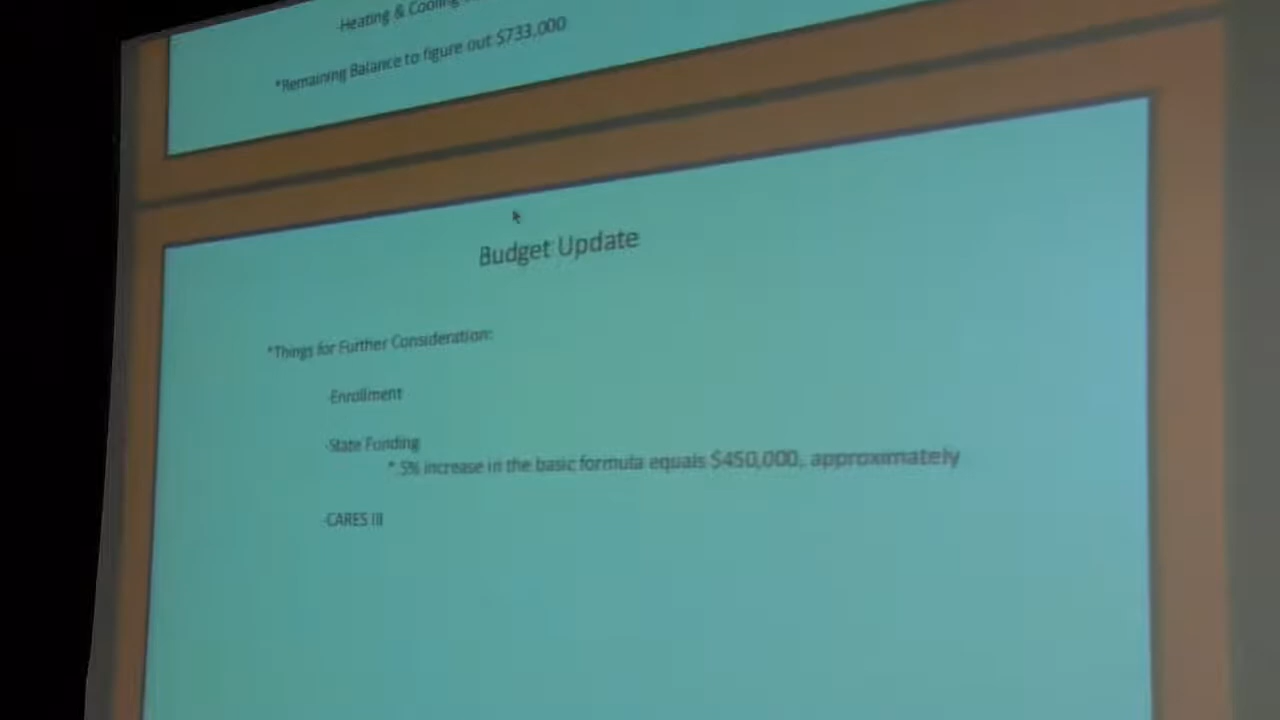 -Heating & Cooling
*Remaining Balance to figure out $733,000
Budget Update
*Things for Further Consideration:
-Enrollment
-State Funding
* .5% increase in the basic formula equals $450,000, approximately
-CARES III